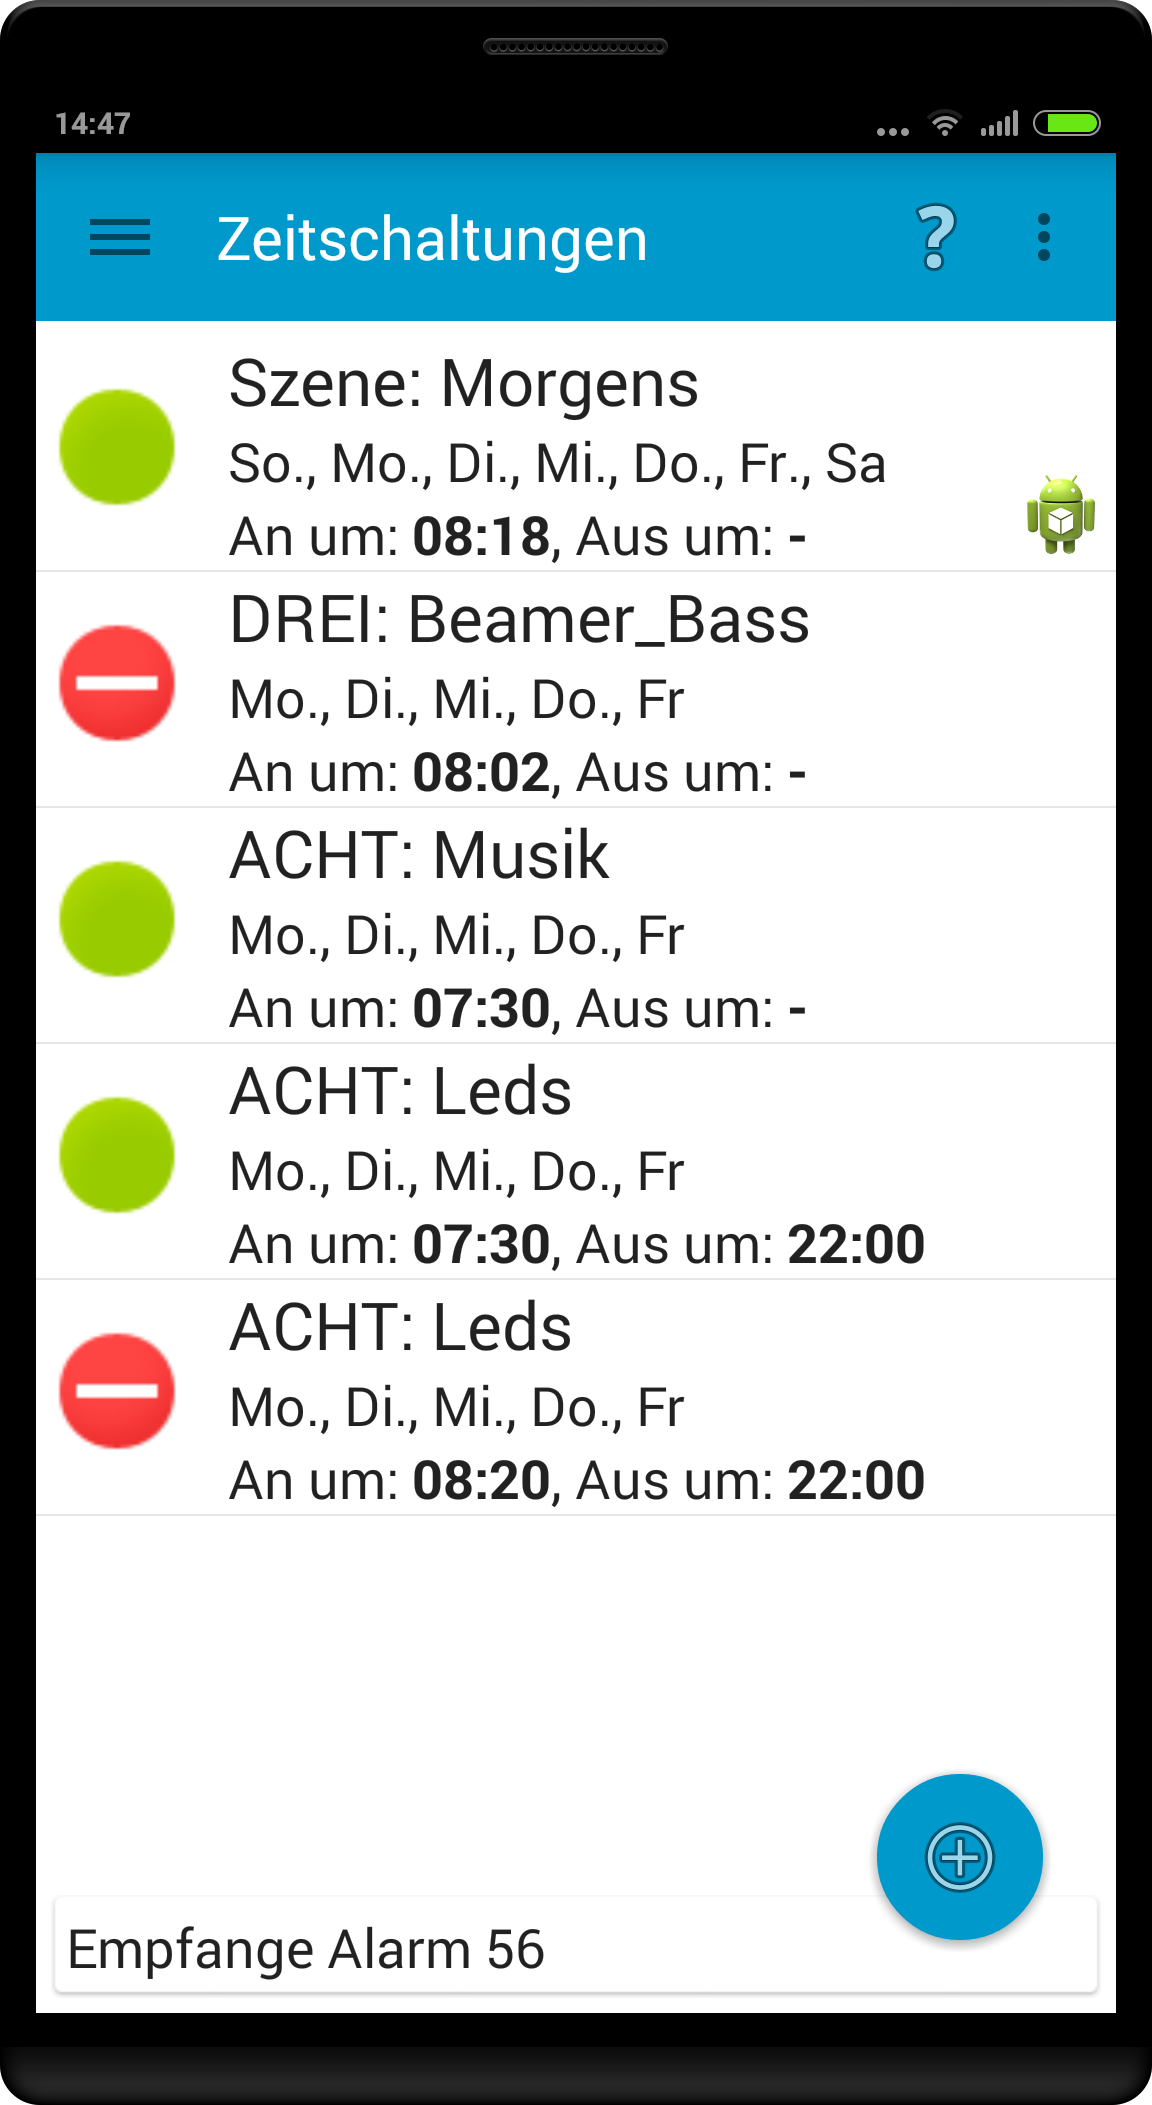 14:47
Zeitschaltungen
Szene: Morgens
So., Mo., Di., Mi., Do., Fr., Sa
An um: 08:18, Aus um: -
DREI: Beamer_Bass
Mo., Di., Mi., Do., Fr
An um: 08:02, Aus um: -
ACHT: Musik
Mo., Di., Mi., Do., Fr
An um: 07:30, Aus um: -
ACHT: Leds
Mo., Di., Mi., Do., Fr
An um: 07:30, Aus um: 22:00
ACHT: Leds
Mo., Di., Mi., Do., Fr
An um: 08:20, Aus um: 22:00
Empfange Alarm 56